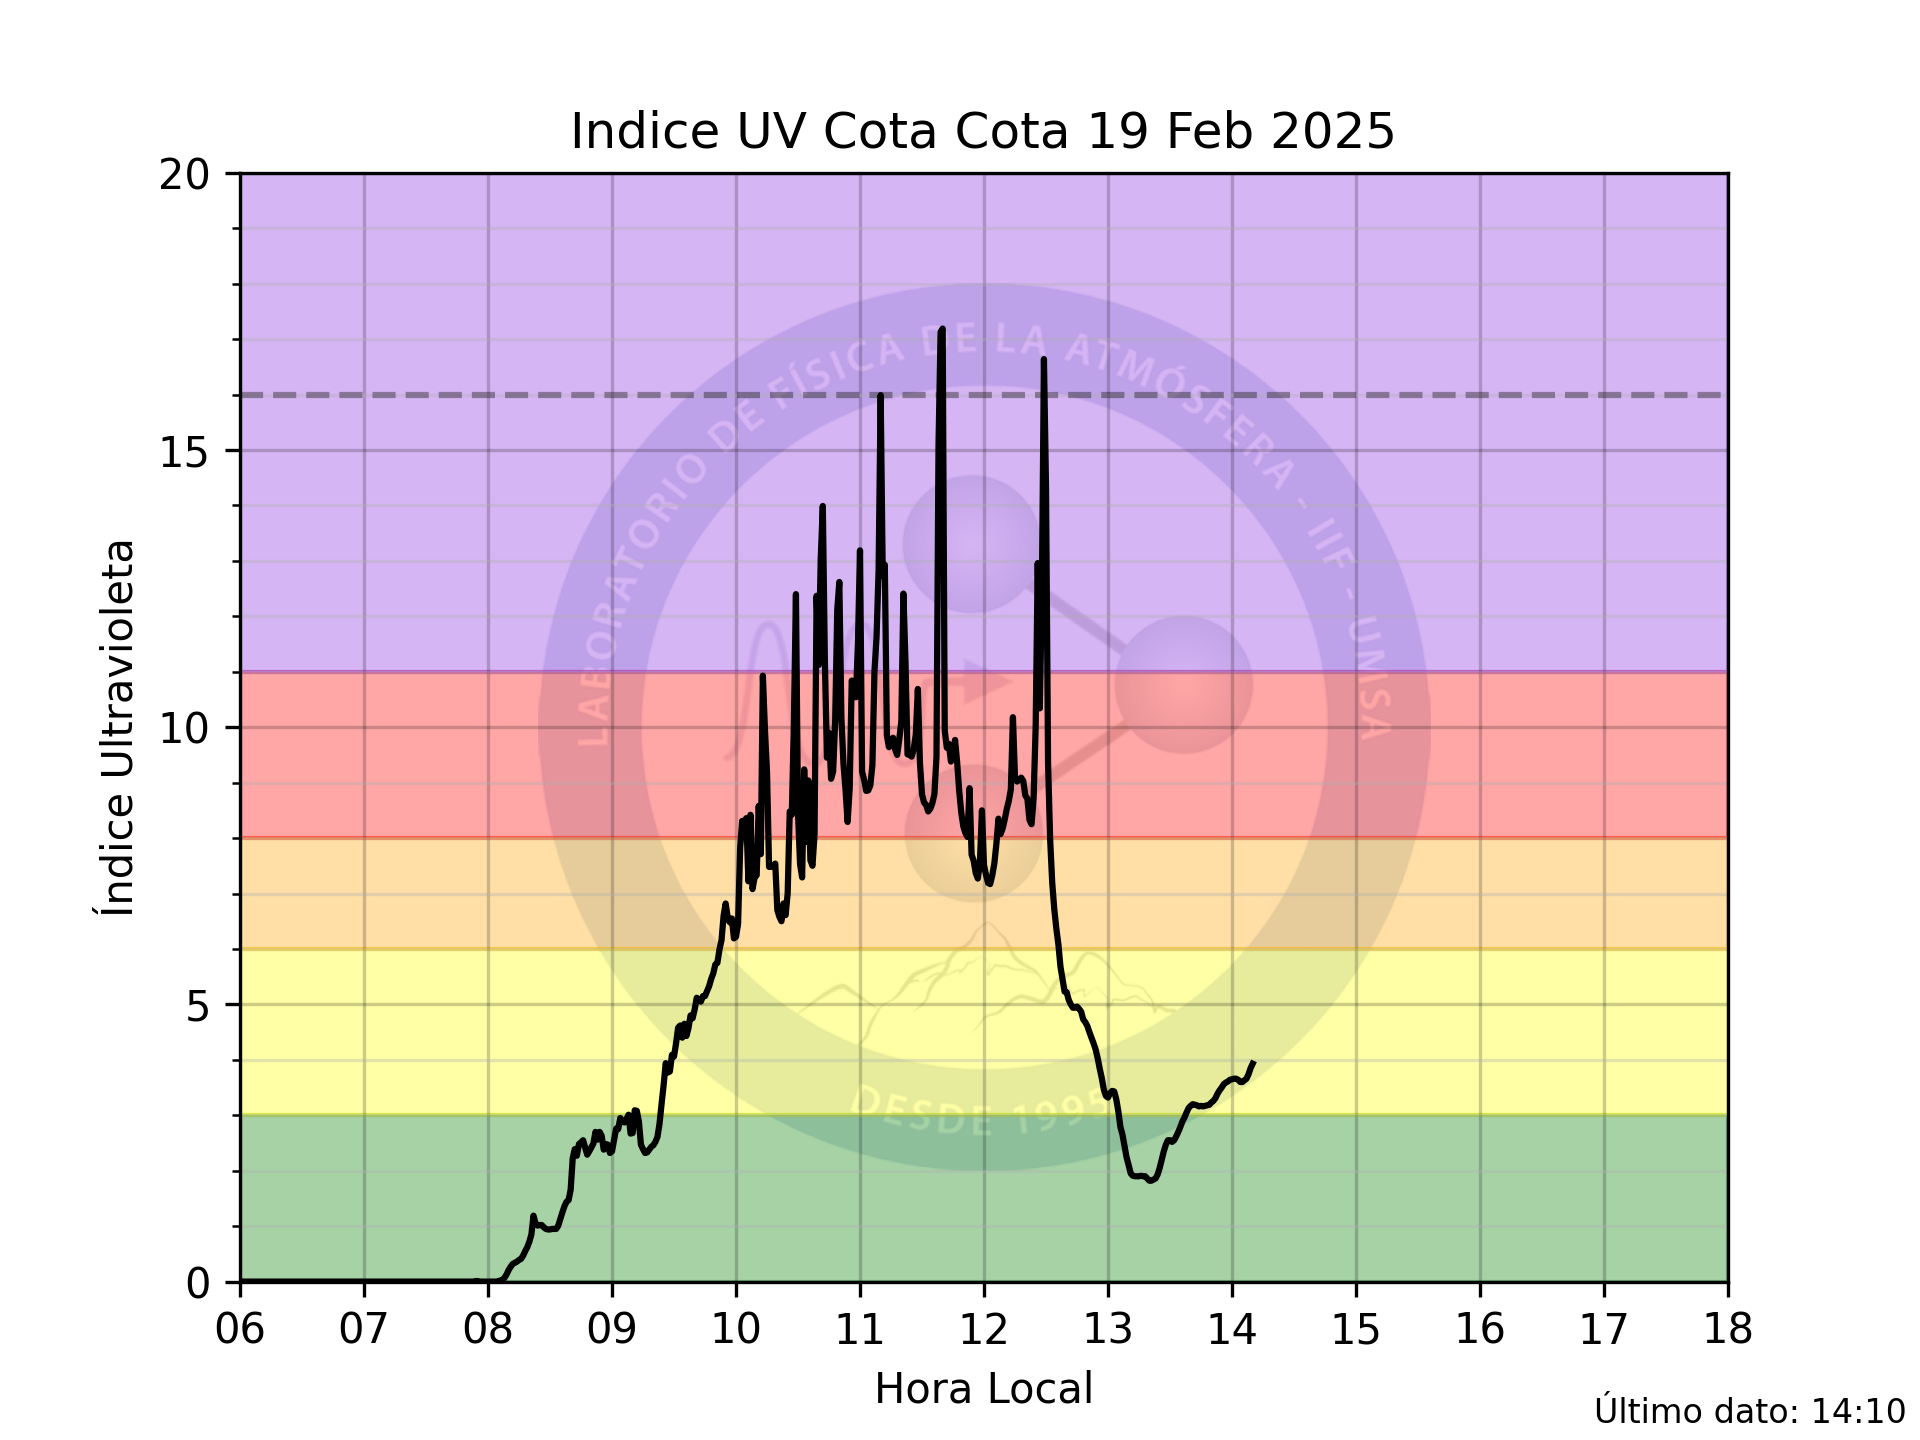 Indice UV Cota Cota 19 Feb 2025
20
15
10
5
0
Índice Ultravioleta
LABORATORIO DE FÍSICA DE LA ATMÓSFERA - IIF - UMSA
DESDE 1995
06 07 08 09 10 11 12 13 14 15 16 17 18
Hora Local
Último dato: 14:10